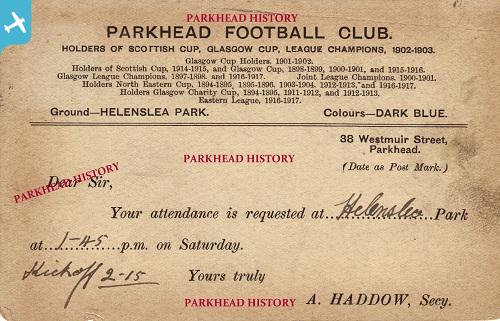 PARKHEAD HISTORY
PARKHEAD FOOTBALL CLUB.
HOLDERS OF SCOTTISH CUP, GLASGOW CUP, LEAGUE CHAMPIONS, 1902-1903.
Glasgow Cup Holders. 1901-1902.
Holders of Scottish Cup, 1914-1915, and Glasgow Cup, 1898-1899, 1900-1901, and 1915-1916.
Glasgow League Champions, 1897-1898. and 1916-1917. Joint League Champions. 1900-1901.
Holders North Eastern Cup. 1894-1895, 1895-1896, 1903-1904, 1912-1913, and 1916-1917.
Holders Glasgow Charity Cup, 1894-1895, 1911-1912, and 1912-1913.
Eastern League, 1916-1917.
Ground—HELENSLEA PARK. Colours—DARK BLUE.
38 Westmuir Street,
Parkhead.
PARKHEAD HISTORY
(Date as Post Mark.)
PARKHEAD HISTORY
Dear Sir,
Your attendance is requested at Helenslea Park
at 1-45 p.m. on Saturday.
Kickoff 2-15 Yours truly
PARKHEAD HISTORY
A. HADDOW, Secy.